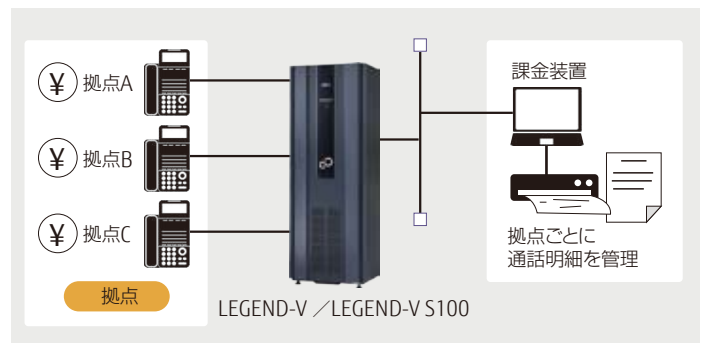 ¥ 拠点A
¥ 拠点B
¥ 拠点C
拠点
LEGEND-V ／LEGEND-V S100
課金装置
拠点ごとに
通話明細を管理